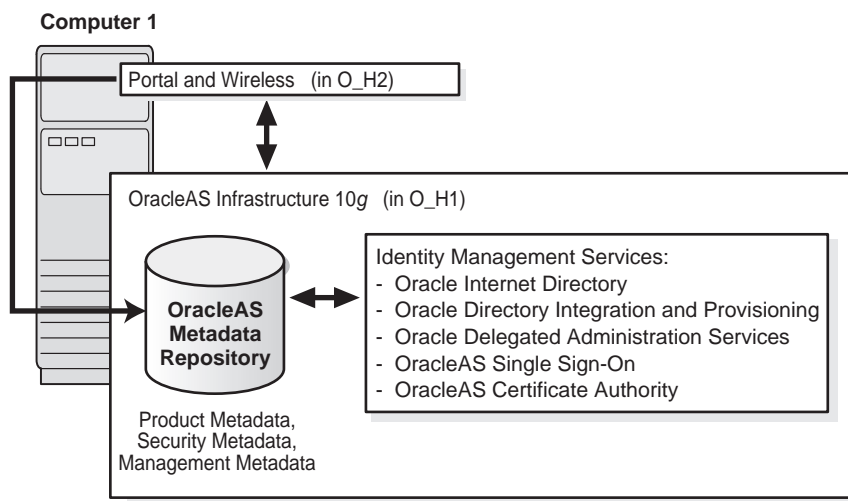 Computer 1
Portal and Wireless (in O_H2)
OracleAS Infrastructure 10g (in O_H1)
OracleAS
Metadata
Repository
Product Metadata,
Security Metadata,
Management Metadata
Identity Management Services:
- Oracle Internet Directory
- Oracle Directory Integration and Provisioning
- Oracle Delegated Administration Services
- OracleAS Single Sign-On
- OracleAS Certificate Authority